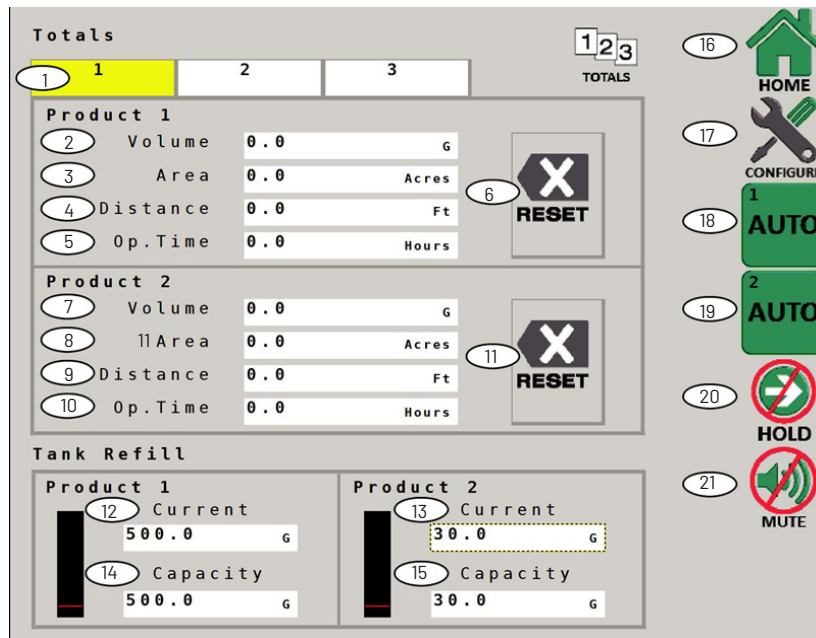 Totals
123
TOTALS
1 1 2 3
Product 1
2 Volume 0.0 G
3 Area 0.0 Acres
4 Distance 0.0 Ft
5 Op.Time 0.0 Hours
6 X
RESET
Product 2
7 Volume 0.0 G
8 11 Area 0.0 Acres
9 Distance 0.0 Ft
10 Op.Time 0.0 Hours
11 X
RESET
Tank Refill
Product 1
12 Current
500.0 G
14 Capacity
500.0 G
Product 2
13 Current
30.0 G
15 Capacity
30.0 G
16
HOME
17
CONFIGURE
1
18 AUTO
2
19 AUTO
20
HOLD
21
MUTE